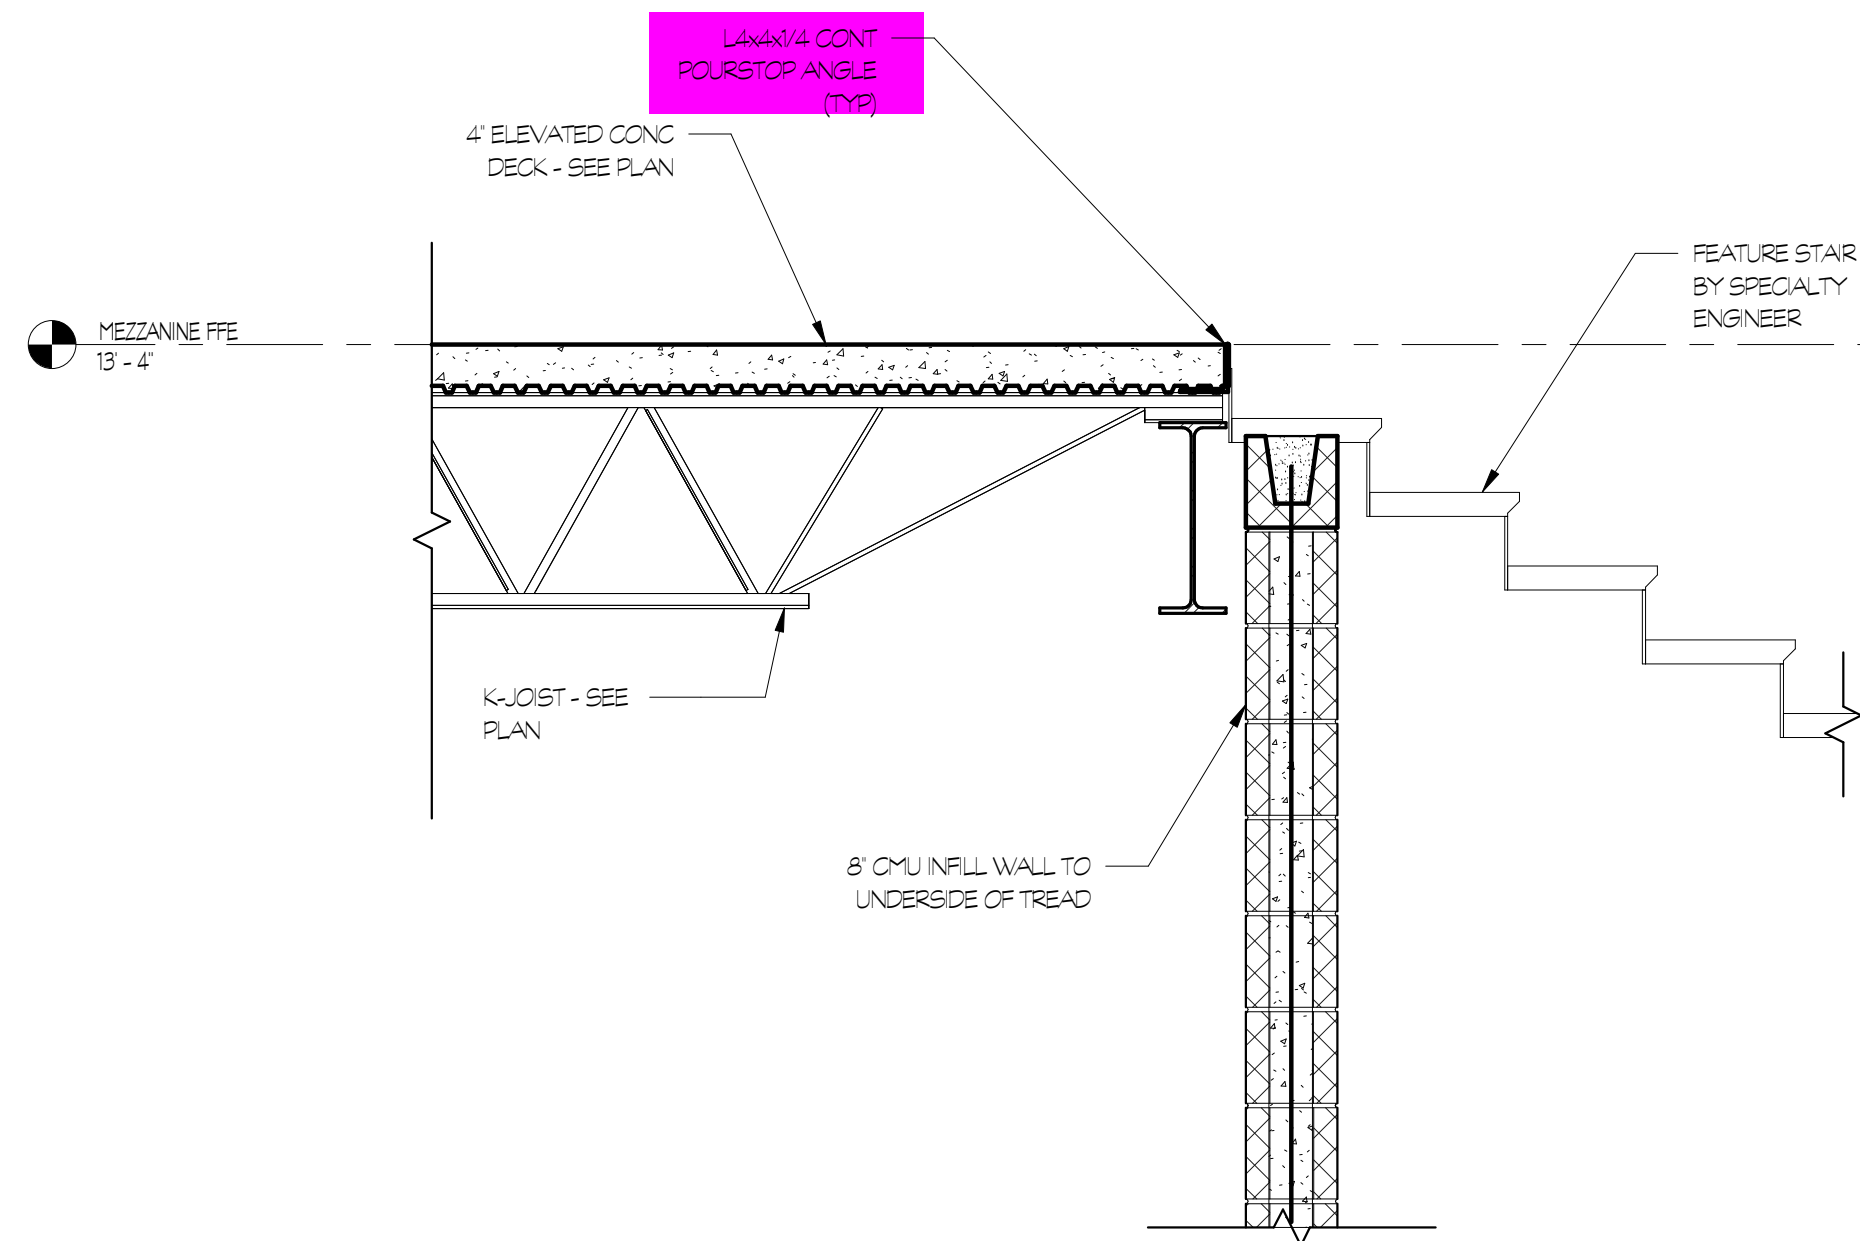 L4x4x1/4 CONT
POURSTOP ANGLE
(TYP)
4" ELEVATED CONC
DECK - SEE PLAN
FEATURE STAIR
BY SPECIALTY
ENGINEER
MEZZANINE FFE
13' - 4"
K-JOIST - SEE
PLAN
8" CMU INFILL WALL TO
UNDERSIDE OF TREAD